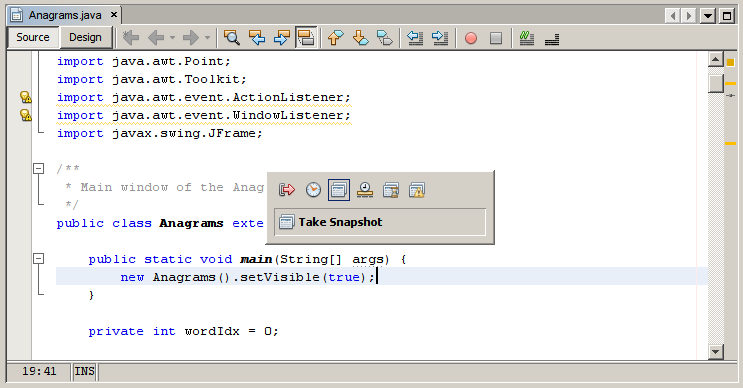 Anagrams.java
Source Design
import java.awt.Point;
import java.awt.Toolkit;
import java.awt.event.ActionListener;
import java.awt.event.WindowListener;
import javax.swing.JFrame;
/**
* Main window of the Anag
*/
public class Anagrams exte
Take Snapshot
public static void main(String[] args) {
new Anagrams().setVisible(true);
}
private int wordIdx = 0;
19:41 INS